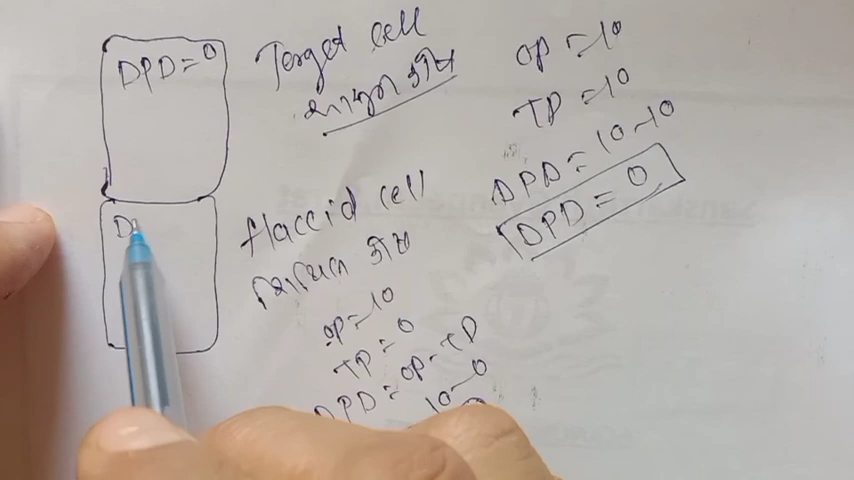 DPD = 0
Target cell
OP = 10
TP = 10
DPD = 10-10
DPD = 0
flaccid cell
D
OP = 10
TP = 0
DPD = OP-TP
10-0